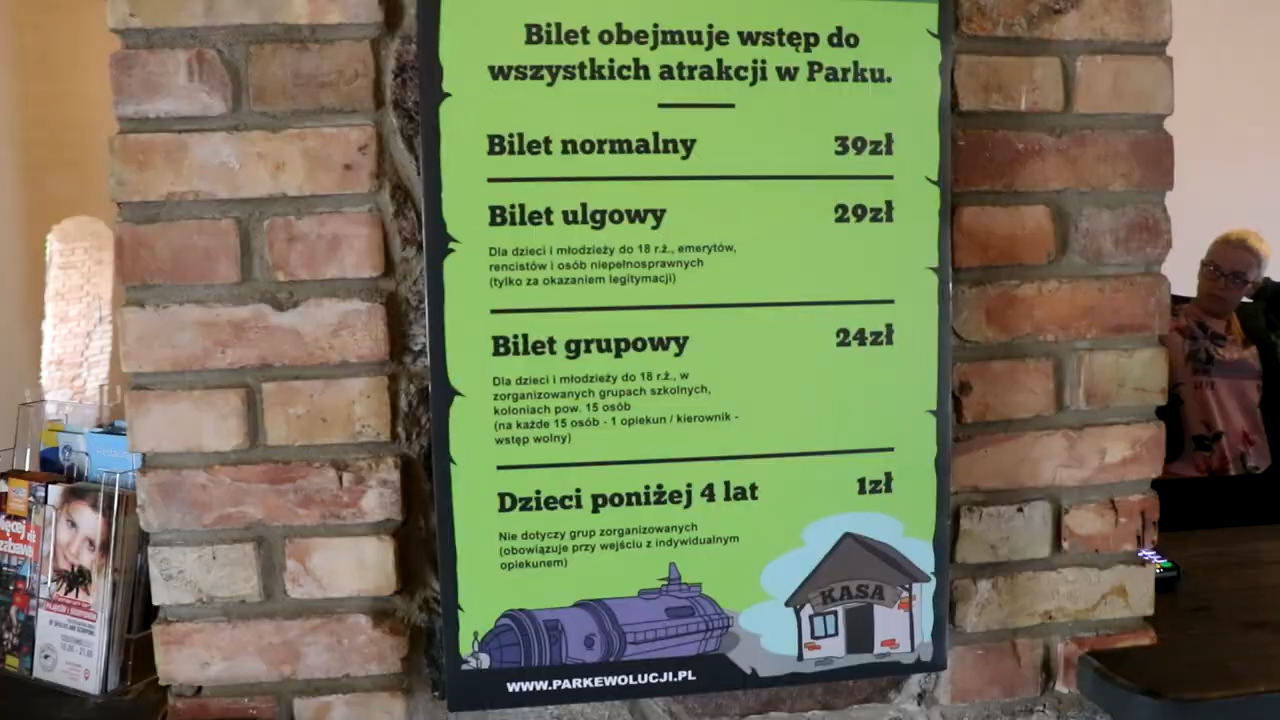 Bilet obejmuje wstęp do
wszystkich atrakcji w Parku.
Bilet normalny 39zł
Bilet ulgowy 29zł
Dla dzieci i młodzieży do 18 r.ż., emerytów,
rencistów i osób niepełnosprawnych
(tylko za okazaniem legitymacji)
Bilet grupowy 24zł
Dla dzieci i młodzieży do 18 r.ż., w
zorganizowanych grupach szkolnych,
koloniach pow. 15 osób
(na każde 15 osób - 1 opiekun / kierownik -
wstęp wolny)
Dzieci poniżej 4 lat 1zł
Nie dotyczy grup zorganizowanych
(obowiązuje przy wejściu z indywidualnym
opiekunem)
KASA
WWW.PARKEWOLUCJI.PL